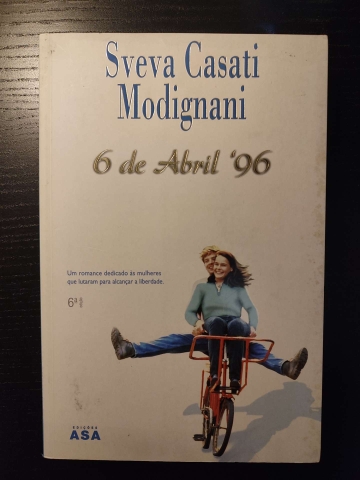 Sveva Casati
Modignani
6 de Abril '96
Um romance dedicado às mulheres
que lutaram para alcançar a liberdade.
6ª
EDIÇÕES
ASA